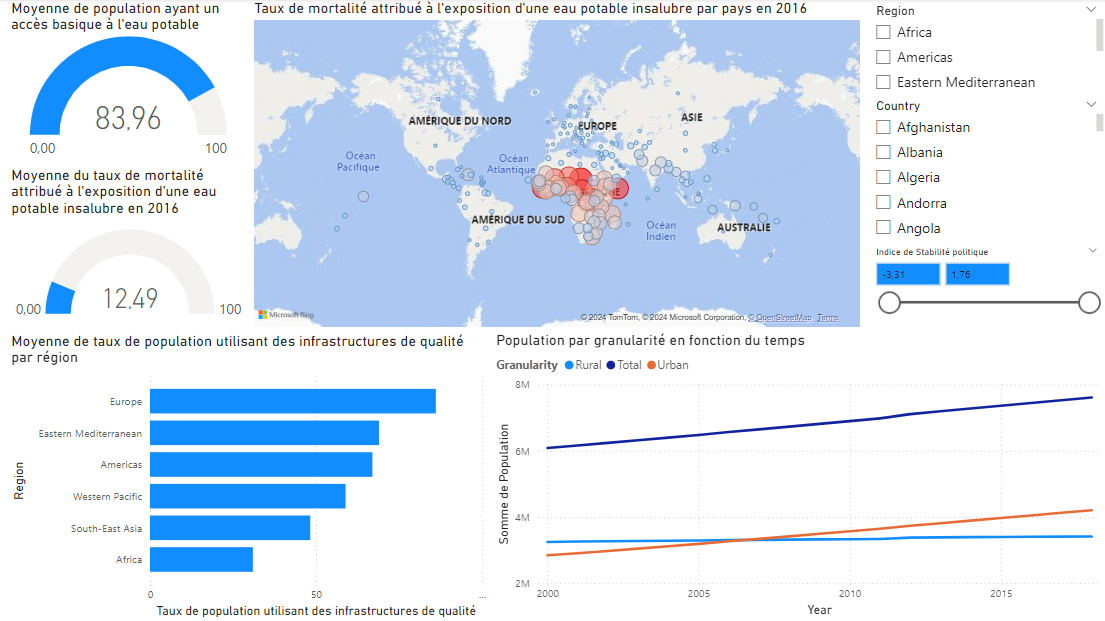 Moyenne de population ayant un
accès basique à l'eau potable
83,96
0,00
100
Moyenne du taux de mortalité
attribué à l'exposition d'une eau
potable insalubre en 2016
12,49
0,00
100
Taux de mortalité attribué à l'exposition d'une eau potable insalubre par pays en 2016
AMÉRIQUE DU NORD
EUROPE
ASIE
Océan
Pacifique
Océan
Atlantique
AMÉRIQUE DU SUD
Océan
Indien
AUSTRALIE
Microsoft Bing
© 2024 TomTom, © 2024 Microsoft Corporation, © OpenStreetMap Terms
Region
Africa
Americas
Eastern Mediterranean
Country
Afghanistan
Albania
Algeria
Andorra
Angola
Indice de Stabilité politique
-3,31
1,76
Moyenne de taux de population utilisant des infrastructures de qualité
par région
Region
Europe
Eastern Mediterranean
Americas
Western Pacific
South-East Asia
Africa
0
50
...
Taux de population utilisant des infrastructures de qualité
Population par granularité en fonction du temps
Granularity Rural Total Urban
Somme de Population
8M
6M
4M
2M
2000
2005
2010
2015
Year